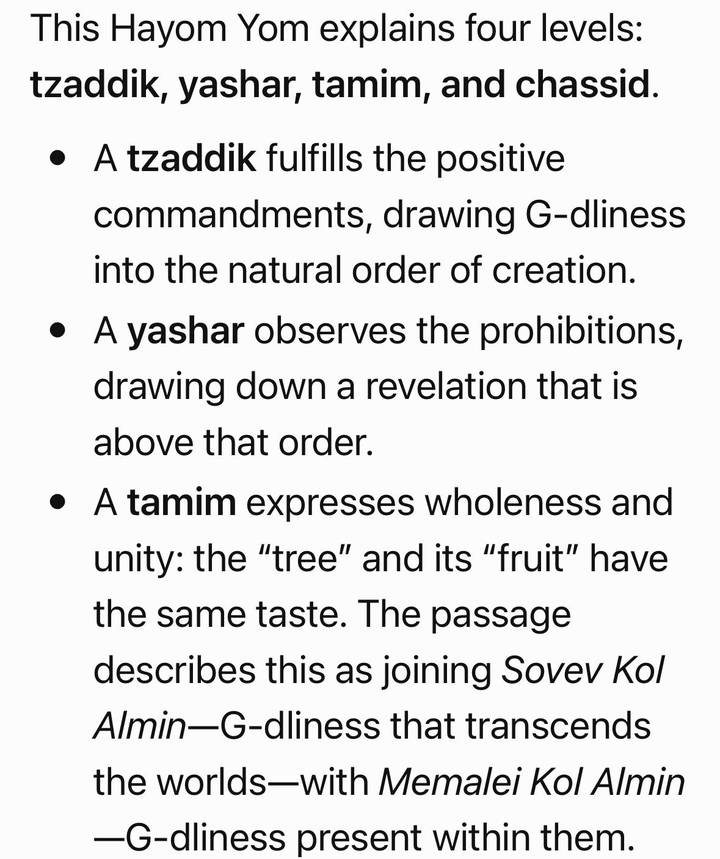 This Hayom Yom explains four levels:
tzaddik, yashar, tamim, and chassid.
• A tzaddik fulfills the positive
commandments, drawing G-dliness
into the natural order of creation.
• A yashar observes the prohibitions,
drawing down a revelation that is
above that order.
• A tamim expresses wholeness and
unity: the “tree” and its “fruit” have
the same taste. The passage
describes this as joining Sovev Kol
Almin—G-dliness that transcends
the worlds—with Memalei Kol Almin
—G-dliness present within them.